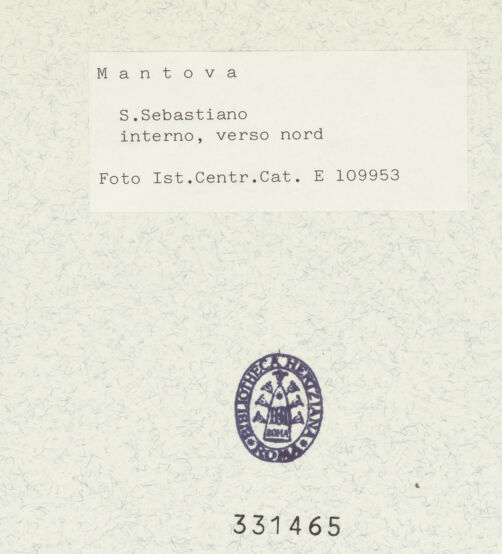 M a n t o v a
S.Sebastiano
interno, verso nord
Foto Ist.Centr.Cat. E 109953
BIBLIOTHECA HERTZIANA
ROMA
ROMA
331465